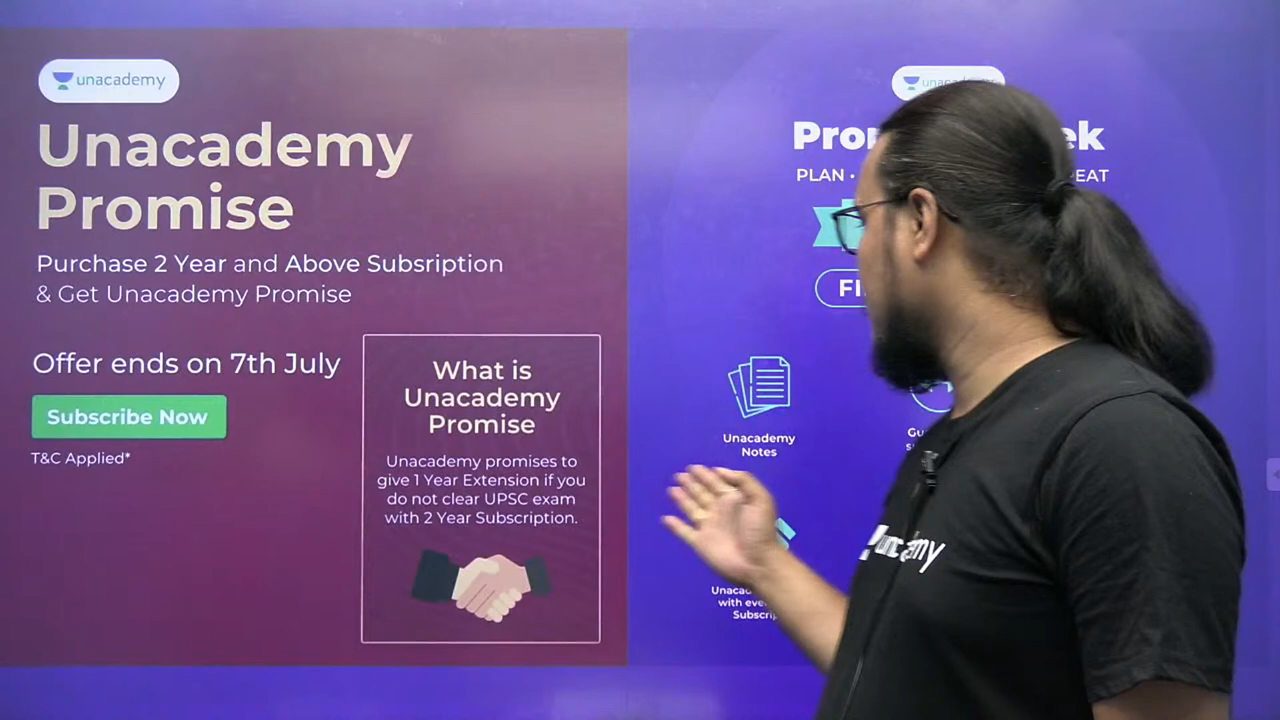 unacademy
Unacademy
Promise
Purchase 2 Year and Above Subsription
& Get Unacademy Promise
Offer ends on 7th July
Subscribe Now
T&C Applied*
What is
Unacademy
Promise
Unacademy promises to
give 1 Year Extension if you
do not clear UPSC exam
with 2 Year Subscription.
PLAN •
Unacademy
Notes
with
unacademy